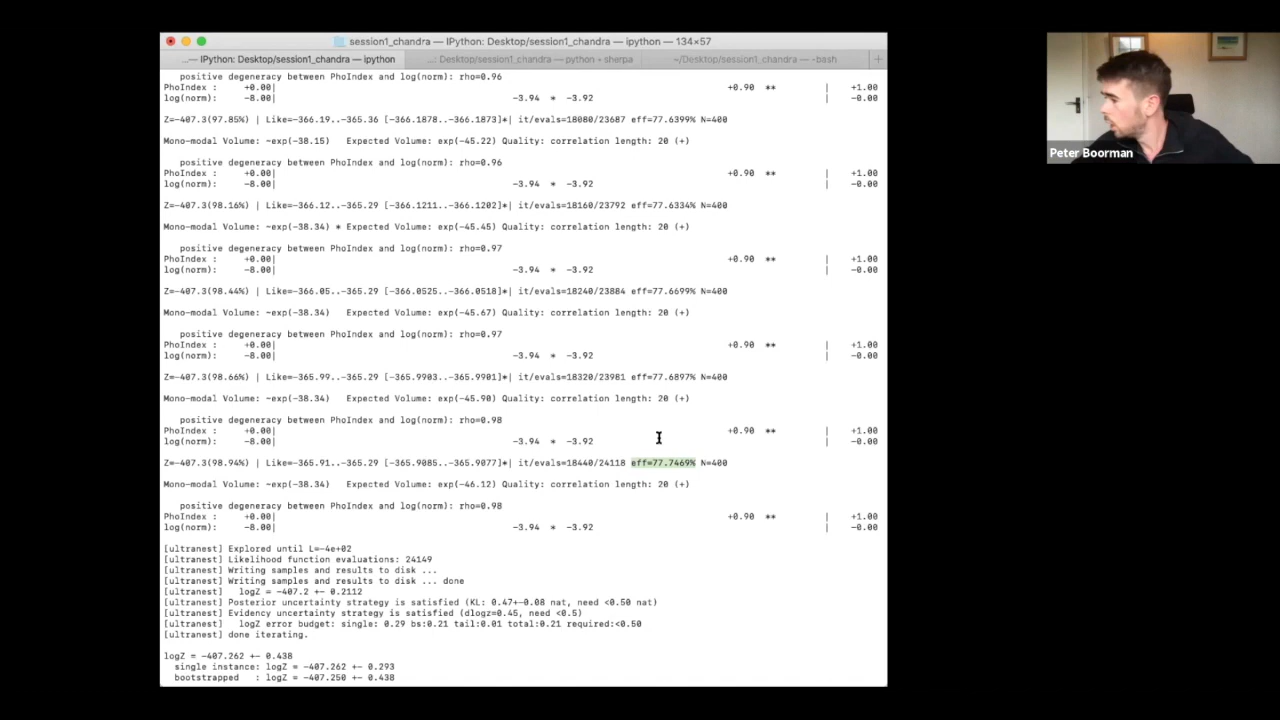 session1_chandra — IPython: Desktop/session1_chandra — ipython — 134×57
...— IPython: Desktop/session1_chandra — ipython
...: Desktop/session1_chandra — python • sherpa
~/Desktop/session1_chandra — -bash
+
positive degeneracy between PhoIndex and log(norm): rho=0.96
PhoIndex : +0.00| +0.90 ** | +1.00
log(norm): -8.00| -3.94 * -3.92 | -0.00
Z=-407.3(97.85%) | Like=-366.19..-365.36 [-366.1878..-366.1873]*| it/evals=18080/23687 eff=77.6399% N=400
Mono-modal Volume: ~exp(-38.15) Expected Volume: exp(-45.22) Quality: correlation length: 20 (+)
positive degeneracy between PhoIndex and log(norm): rho=0.96
PhoIndex : +0.00| +0.90 ** | +1.00
log(norm): -8.00| -3.94 * -3.92 | -0.00
Z=-407.3(98.16%) | Like=-366.12..-365.29 [-366.1211..-366.1202]*| it/evals=18160/23792 eff=77.6334% N=400
Mono-modal Volume: ~exp(-38.34) * Expected Volume: exp(-45.45) Quality: correlation length: 20 (+)
positive degeneracy between PhoIndex and log(norm): rho=0.97
PhoIndex : +0.00| +0.90 ** | +1.00
log(norm): -8.00| -3.94 * -3.92 | -0.00
Z=-407.3(98.44%) | Like=-366.05..-365.29 [-366.0525..-366.0518]*| it/evals=18240/23884 eff=77.6699% N=400
Mono-modal Volume: ~exp(-38.34) Expected Volume: exp(-45.67) Quality: correlation length: 20 (+)
positive degeneracy between PhoIndex and log(norm): rho=0.97
PhoIndex : +0.00| +0.90 ** | +1.00
log(norm): -8.00| -3.94 * -3.92 | -0.00
Z=-407.3(98.66%) | Like=-365.99..-365.29 [-365.9903..-365.9901]*| it/evals=18320/23981 eff=77.6897% N=400
Mono-modal Volume: ~exp(-38.34) Expected Volume: exp(-45.90) Quality: correlation length: 20 (+)
positive degeneracy between PhoIndex and log(norm): rho=0.98
PhoIndex : +0.00| +0.90 ** | +1.00
log(norm): -8.00| -3.94 * -3.92 | -0.00
Z=-407.3(98.94%) | Like=-365.91..-365.29 [-365.9085..-365.9077]*| it/evals=18440/24118 eff=77.7469% N=400
Mono-modal Volume: ~exp(-38.34) Expected Volume: exp(-46.12) Quality: correlation length: 20 (+)
positive degeneracy between PhoIndex and log(norm): rho=0.98
PhoIndex : +0.00| +0.90 ** | +1.00
log(norm): -8.00| -3.94 * -3.92 | -0.00
[ultranest] Explored until L=-4e+02
[ultranest] Likelihood function evaluations: 24149
[ultranest] Writing samples and results to disk ...
[ultranest] Writing samples and results to disk ... done
[ultranest] logZ = -407.2 +- 0.2112
[ultranest] Posterior uncertainty strategy is satisfied (KL: 0.47+-0.08 nat, need <0.50 nat)
[ultranest] Evidency uncertainty strategy is satisfied (dlogz=0.45, need <0.5)
[ultranest] logZ error budget: single: 0.29 bs:0.21 tail:0.01 total:0.21 required:<0.50
[ultranest] done iterating.
logZ = -407.262 +- 0.438
single instance: logZ = -407.262 +- 0.293
bootstrapped : logZ = -407.250 +- 0.438
Peter Boorman